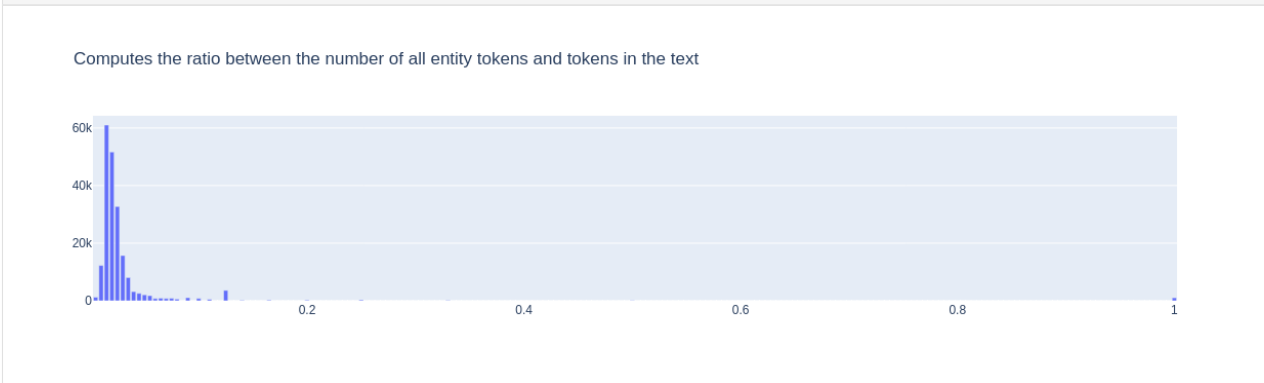 Computes the ratio between the number of all entity tokens and tokens in the text
60k
40k
20k
0
0.2 0.4 0.6 0.8 1